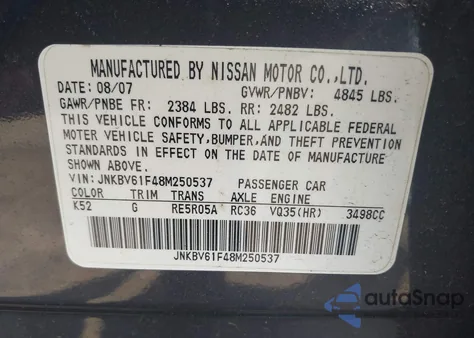 MANUFACTURED BY NISSAN MOTOR CO.,LTD.
DATE: 08/07 GVWR/PNBV: 4845 LBS.
GAWR/PNBE FR: 2384 LBS. RR: 2482 LBS.
THIS VEHICLE CONFORMS TO ALL APPLICABLE FEDERAL
MOTER VEHICLE SAFETY, BUMPER, AND THEFT PREVENTION
STANDARDS IN EFFECT ON THE DATE OF MANUFACTURE
SHOWN ABOVE.
VIN: JNKBV61F48M250537 PASSENGER CAR
COLOR TRIM TRANS AXLE ENGINE
K52 G RE5R05A RC36 VQ35(HR) 3498CC
JNKBV61F48M250537
autoSnap